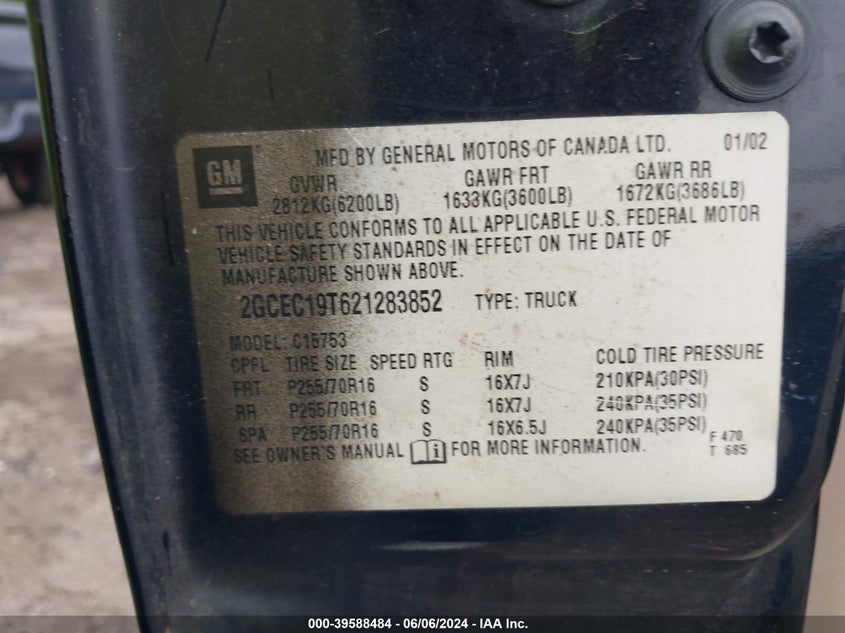 GM
MFD BY GENERAL MOTORS OF CANADA LTD. 01/02
GVWR GAWR FRT GAWR RR
2812KG(6200LB) 1633KG(3600LB) 1672KG(3686LB)
THIS VEHICLE CONFORMS TO ALL APPLICABLE U.S. FEDERAL MOTOR
VEHICLE SAFETY STANDARDS IN EFFECT ON THE DATE OF
MANUFACTURE SHOWN ABOVE.
2GCEC19T621283852 TYPE: TRUCK
MODEL: C15753
CPFL TIRE SIZE SPEED RTG RIM COLD TIRE PRESSURE
FRT P255/70R16 S 16X7J 210KPA(30PSI)
RR P255/70R16 S 16X7J 240KPA(35PSI)
SPA P255/70R16 S 16X6.5J 240KPA(35PSI)
SEE OWNER'S MANUAL FOR MORE INFORMATION.
F 470
T 685
000-39588484 - 06/06/2024 - IAA Inc.